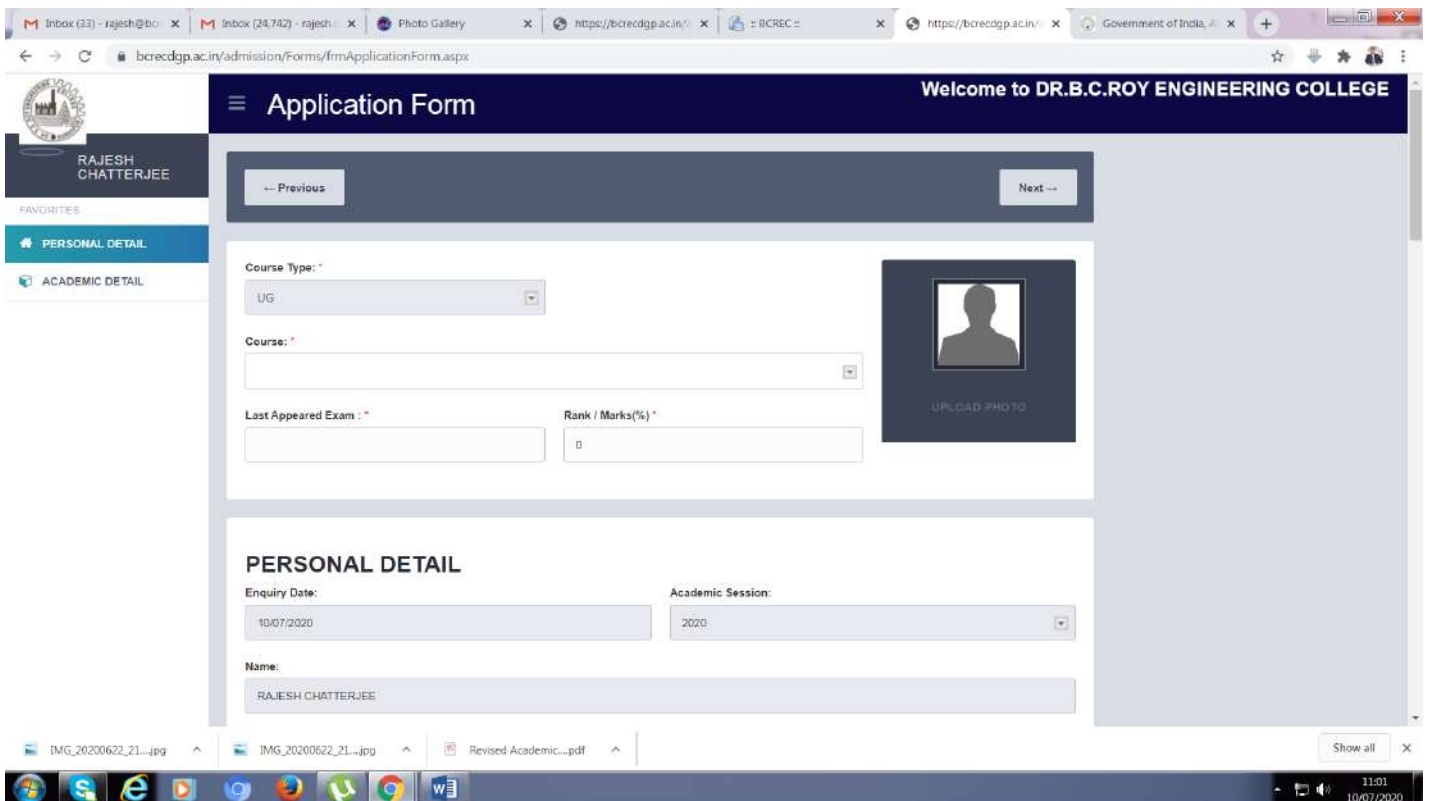 Inbox (33) - rajesh@bc
Inbox (24,742) - rajesh.
Photo Gallery
https://bcrecdgp.ac.in/
:: BCREC ::
https://bcrecdgp.ac.in/
Government of India,
bcrecdgp.ac.in/admission/Forms/frmApplicationForm.aspx
Application Form
Welcome to DR.B.C.ROY ENGINEERING COLLEGE
RAJESH
CHATTERJEE
FAVORITES
PERSONAL DETAIL
ACADEMIC DETAIL
← Previous
Next →
Course Type: *
UG
Course: *
Last Appeared Exam : *
Rank / Marks(%) *
0
UPLOAD PHOTO
PERSONAL DETAIL
Enquiry Date:
Academic Session:
10/07/2020
2020
Name:
RAJESH CHATTERJEE
IMG_20200622_21....jpg
IMG_20200622_21....jpg
Revised Academic....pdf
Show all
11:01
10/07/2020